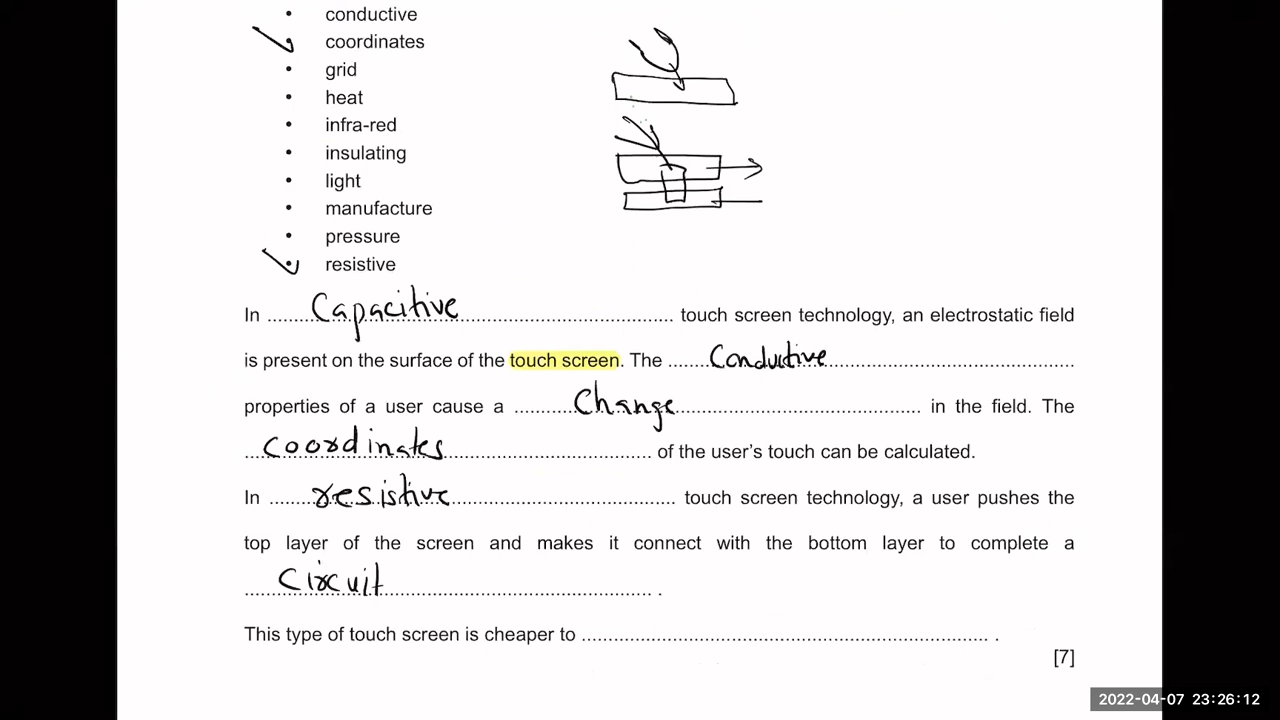 • conductive
• coordinates
• grid
• heat
• infra-red
• insulating
• light
• manufacture
• pressure
• resistive
In ........Capacitive........ touch screen technology, an electrostatic field
is present on the surface of the touch screen. The ........Conductive........
properties of a user cause a ........Change........ in the field. The
........coordinates........ of the user's touch can be calculated.
In ........resistive........ touch screen technology, a user pushes the
top layer of the screen and makes it connect with the bottom layer to complete a
........Circuit........ .
This type of touch screen is cheaper to ................ .
[7]
2022-04-07 23:26:12